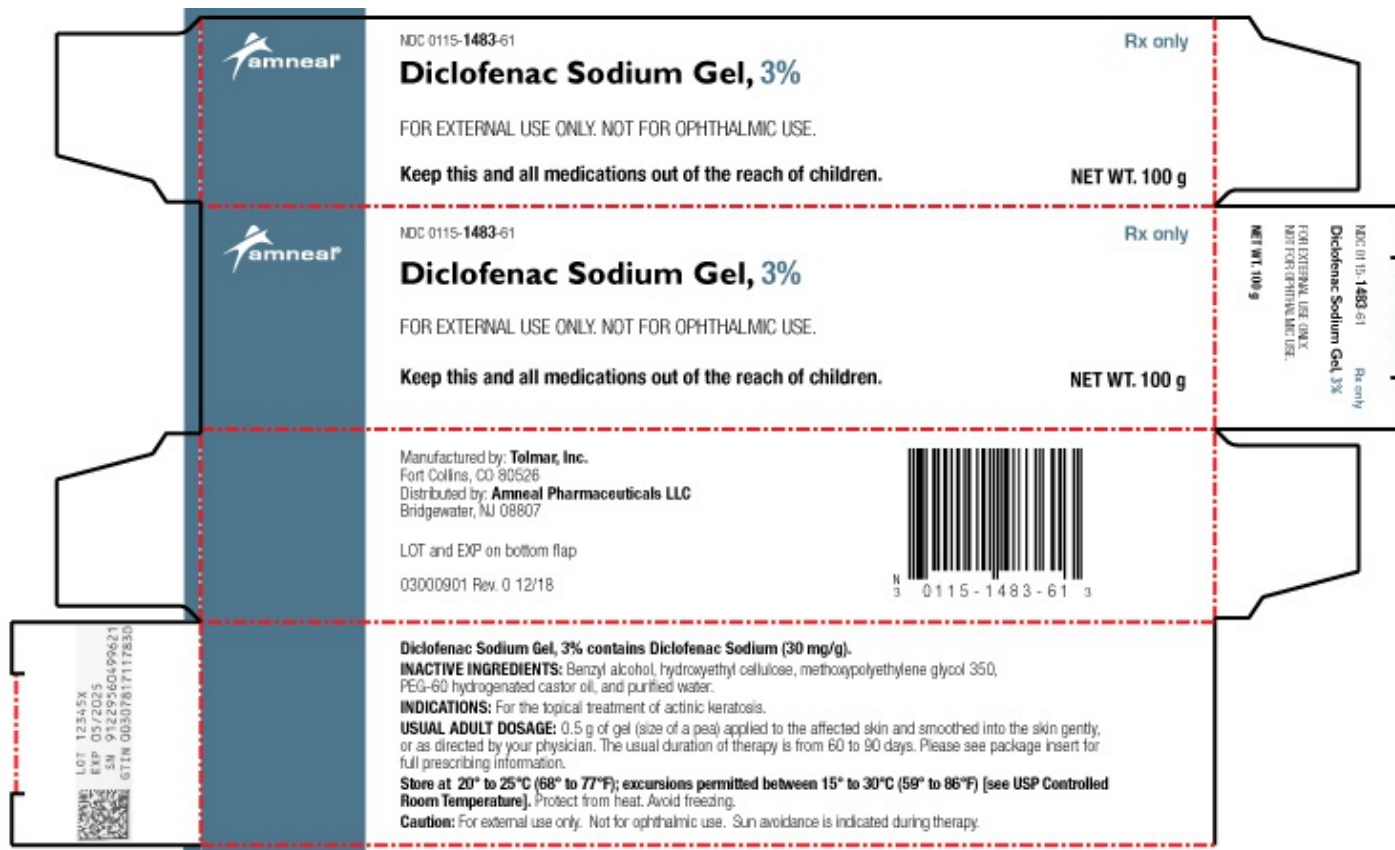 amneal
NDC 0115-1483-61
Rx only
Diclofenac Sodium Gel, 3%
FOR EXTERNAL USE ONLY. NOT FOR OPHTHALMIC USE.
Keep this and all medications out of the reach of children.
NET WT. 100 g
amneal
NDC 0115-1483-61
Rx only
Diclofenac Sodium Gel, 3%
FOR EXTERNAL USE ONLY. NOT FOR OPHTHALMIC USE.
Keep this and all medications out of the reach of children.
NET WT. 100 g
NDC 0115-1483-61 Rx only
Diclofenac Sodium Gel, 3%
FOR EXTERNAL USE ONLY.
NOT FOR OPHTHALMIC USE.
NET WT. 100 g
Manufactured by: Tolmar, Inc.
Fort Collins, CO 80526
Distributed by: Amneal Pharmaceuticals LLC
Bridgewater, NJ 08807
LOT and EXP on bottom flap
03000901 Rev. 0 12/18
N
3 0115-1483-61 3
LOT 12345X
EXP 05/2025
SN 91229560499621
GTIN 00307817117830
Diclofenac Sodium Gel, 3% contains Diclofenac Sodium (30 mg/g).
INACTIVE INGREDIENTS: Benzyl alcohol, hydroxyethyl cellulose, methoxypolyethylene glycol 350,
PEG-60 hydrogenated castor oil, and purified water.
INDICATIONS: For the topical treatment of actinic keratosis.
USUAL ADULT DOSAGE: 0.5 g of gel (size of a pea) applied to the affected skin and smoothed into the skin gently,
or as directed by your physician. The usual duration of therapy is from 60 to 90 days. Please see package insert for
full prescribing information.
Store at 20° to 25°C (68° to 77°F); excursions permitted between 15° to 30°C (59° to 86°F) [see USP Controlled
Room Temperature]. Protect from heat. Avoid freezing.
Caution: For external use only. Not for ophthalmic use. Sun avoidance is indicated during therapy.